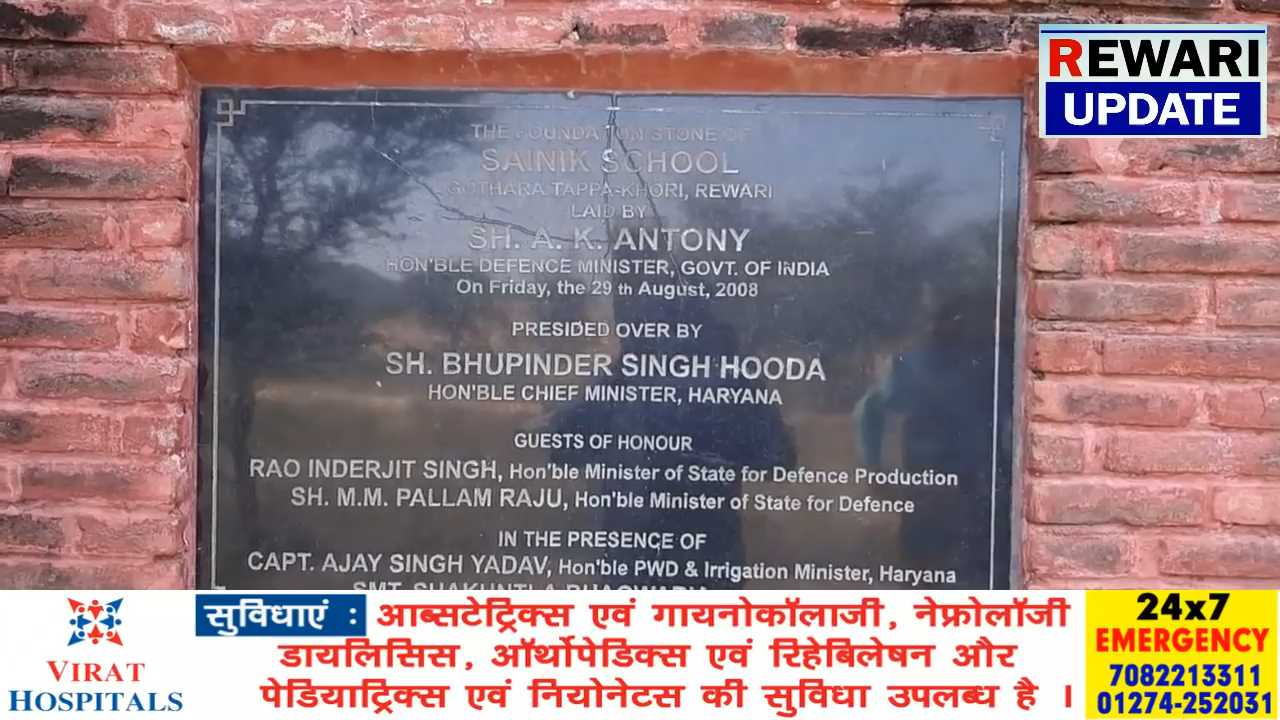 REWARI
UPDATE
THE FOUNDATION STONE OF
SAINIK SCHOOL
GOTHARA TAPPA-KHORI, REWARI
LAID BY
SH. A. K. ANTONY
HON'BLE DEFENCE MINISTER, GOVT. OF INDIA
On Friday, the 29 th August, 2008
PRESIDED OVER BY
SH. BHUPINDER SINGH HOODA
HON'BLE CHIEF MINISTER, HARYANA
GUESTS OF HONOUR
RAO INDERJIT SINGH, Hon'ble Minister of State for Defence Production
SH. M.M. PALLAM RAJU, Hon'ble Minister of State for Defence
IN THE PRESENCE OF
CAPT. AJAY SINGH YADAV, Hon'ble PWD & Irrigation Minister, Haryana
SMT. SHAKUNTLA
VIRAT
HOSPITALS
सुविधाएं : आब्सटेट्रिक्स एवं गायनोकॉलाजी, नेफ्रोलॉजी
डायलिसिस, ऑर्थोपेडिक्स एवं रिहेबिलेषन और
पेडियाट्रिक्स एवं नियोनेटस की सुविधा उपलब्ध है ।
24x7
EMERGENCY
7082213311
01274-252031